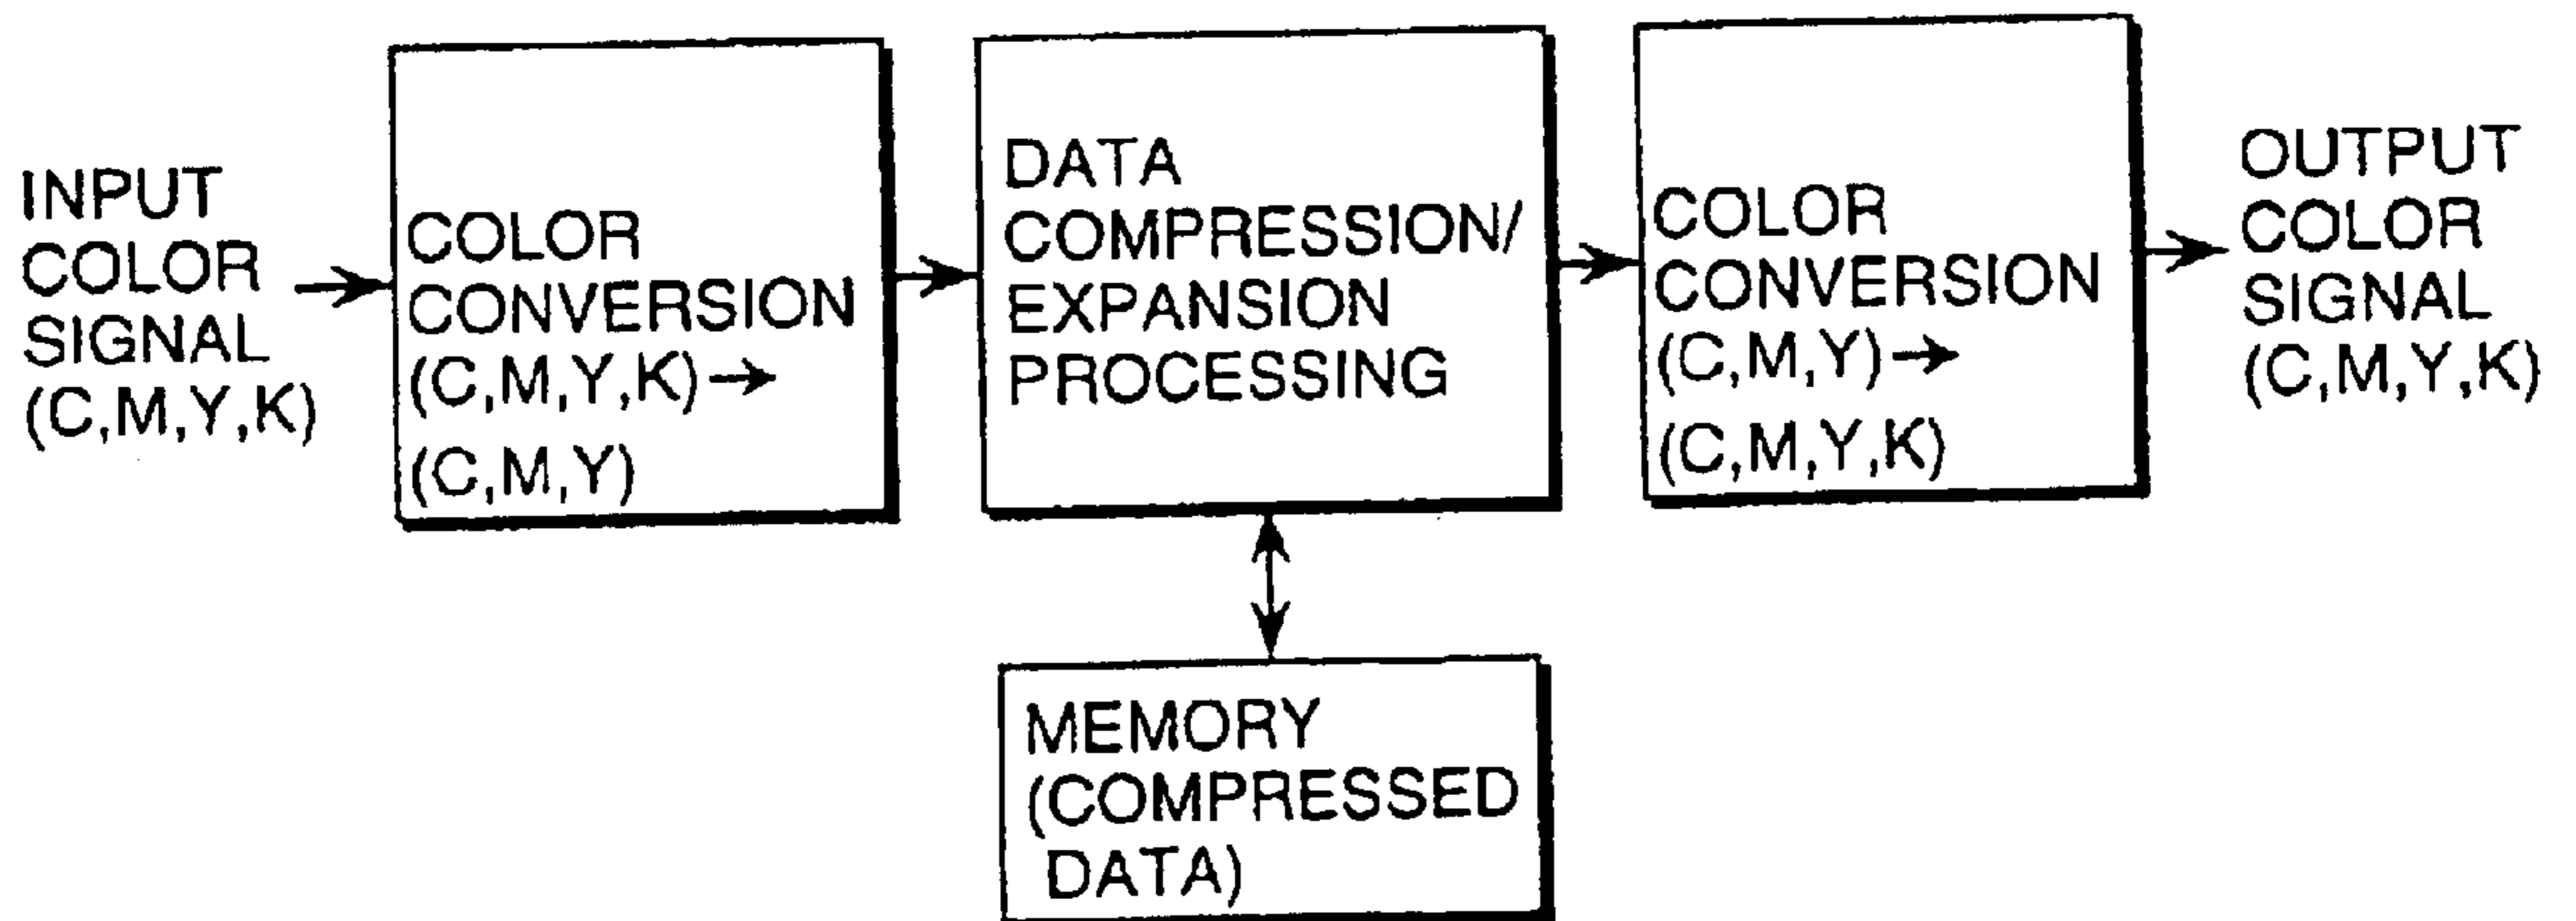 INPUT
COLOR
SIGNAL
(C,M,Y,K)
COLOR
CONVERSION
(C,M,Y,K)→
(C,M,Y)
DATA
COMPRESSION/
EXPANSION
PROCESSING
COLOR
CONVERSION
(C,M,Y)→
(C,M,Y,K)
OUTPUT
COLOR
SIGNAL
(C,M,Y,K)
MEMORY
(COMPRESSED
DATA)